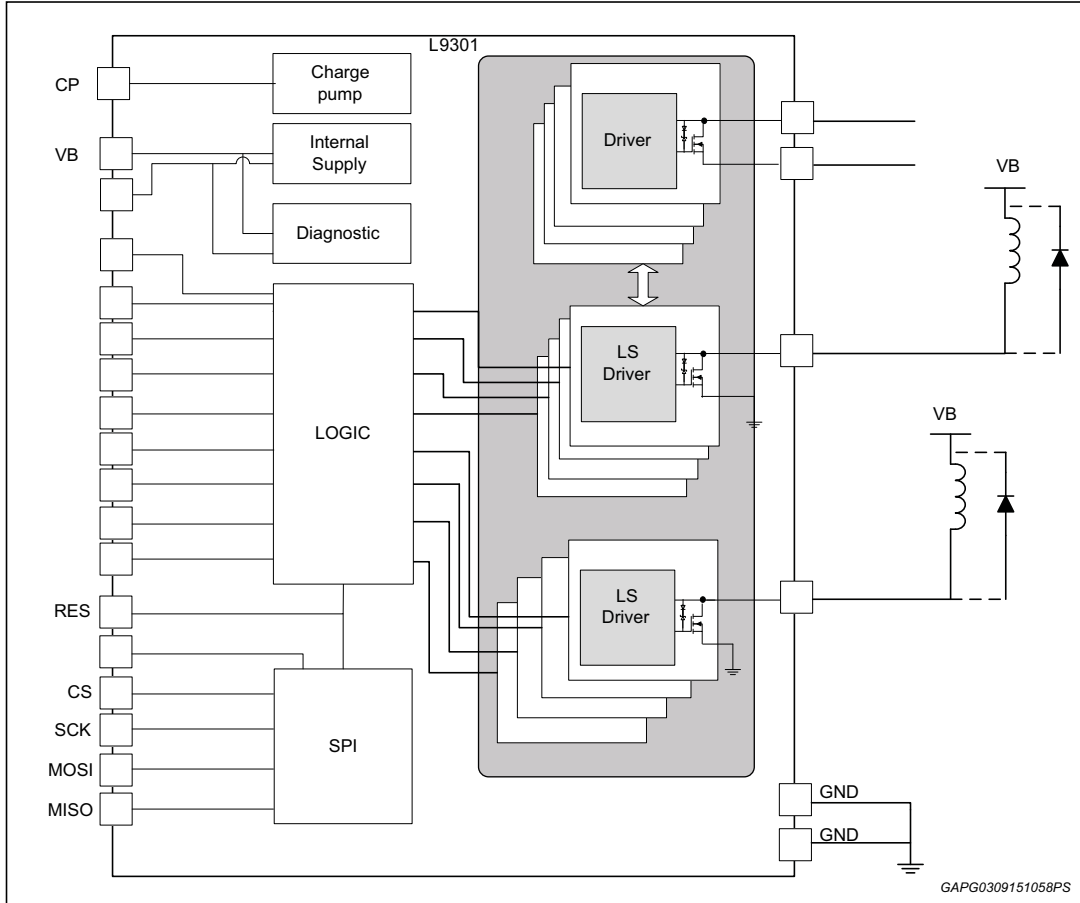 L9301
CP
Charge
pump
VB
Internal
Supply
Diagnostic
Driver
VB
LS
Driver
LOGIC
VB
LS
Driver
RES
CS
SCK
MOSI
MISO
SPI
GND
GND
GAPG0309151058PS